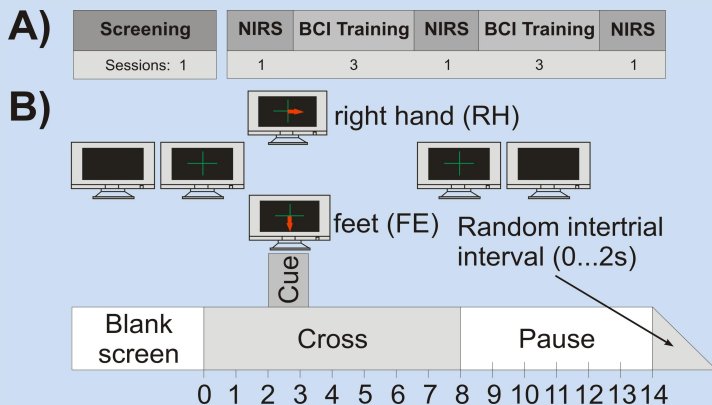 A)
Screening NIRS BCI Training NIRS BCI Training NIRS
Sessions: 1 1 3 1 3 1
B)
right hand (RH)
feet (FE)
Random intertrial
interval (0...2s)
Cue
Blank
screen
Cross
Pause
0 1 2 3 4 5 6 7 8 9 10 11 12 13 14